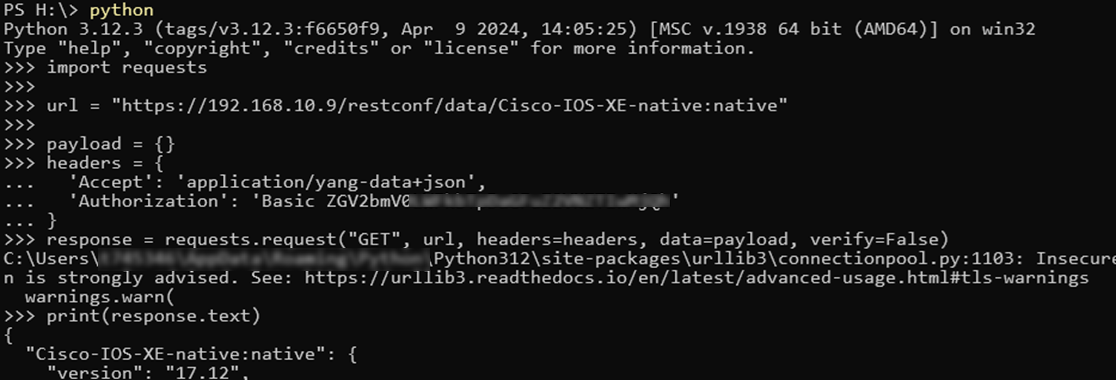 PS H:\> python
Python 3.12.3 (tags/v3.12.3:f6650f9, Apr  9 2024, 14:05:25) [MSC v.1938 64 bit (AMD64)] on win32
Type "help", "copyright", "credits" or "license" for more information.
>>> import requests
>>>
>>> url = "https://192.168.10.9/restconf/data/Cisco-IOS-XE-native:native"
>>>
>>> payload = {}
>>> headers = {
...   'Accept': 'application/yang-data+json',
...   'Authorization': 'Basic ZGV2bmV0 '
... }
>>> response = requests.request("GET", url, headers=headers, data=payload, verify=False)
C:\Users\ \Python312\site-packages\urllib3\connectionpool.py:1103: Insecure
n is strongly advised. See: https://urllib3.readthedocs.io/en/latest/advanced-usage.html#tls-warnings
  warnings.warn(
>>> print(response.text)
{
  "Cisco-IOS-XE-native:native": {
    "version": "17.12",